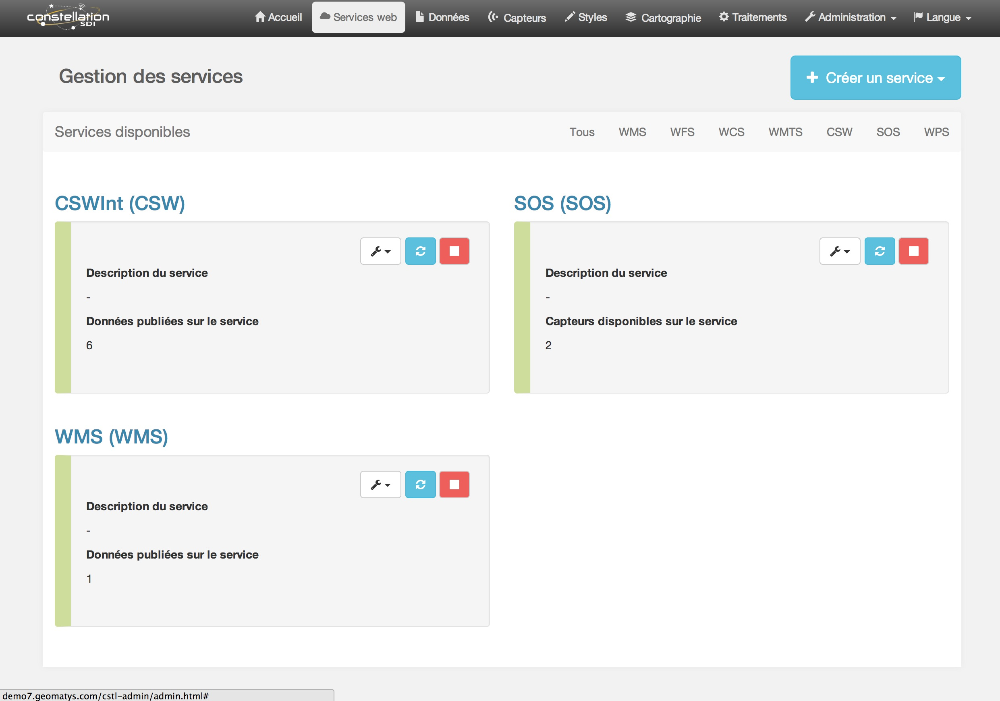 constellation
SDI
Accueil Services web Données Capteurs Styles Cartographie Traitements Administration Langue
Gestion des services
Créer un service
Services disponibles
Tous WMS WFS WCS WMTS CSW SOS WPS
CSWInt (CSW)
Description du service
-
Données publiées sur le service
6
SOS (SOS)
Description du service
-
Capteurs disponibles sur le service
2
WMS (WMS)
Description du service
-
Données publiées sur le service
1
demo7.geomatys.com/cstl-admin/admin.html#